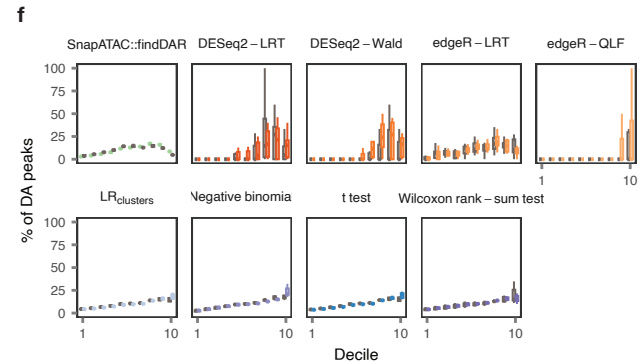 f
SnapATAC::findDAR DESeq2 – LRT DESeq2 – Wald edgeR – LRT edgeR – QLF
100
75
50
25
0
1 10
LRclusters Negative binomia t test Wilcoxon rank – sum test
100
75
50
25
0
1 10 1 10 1 10 1 10
% of DA peaks
Decile